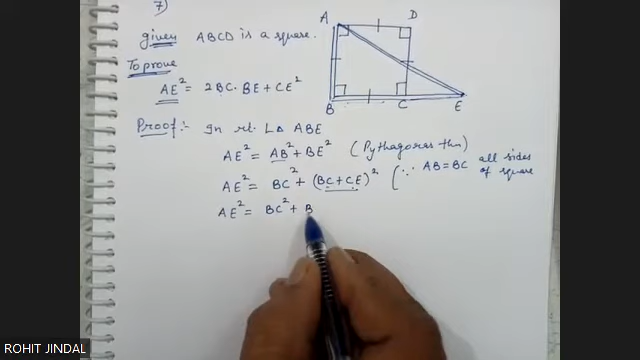 7)
given ABCD is a square.
To prove
AE² = 2BC · BE + CE²
A D
B C E
Proof :- In rt. L△ ABE
AE² = AB² + BE² (Pythagoras thm)
AE² = BC² + (BC + CE)² (∵ AB = BC all sides of square
AE² = BC² + B
ROHIT JINDAL